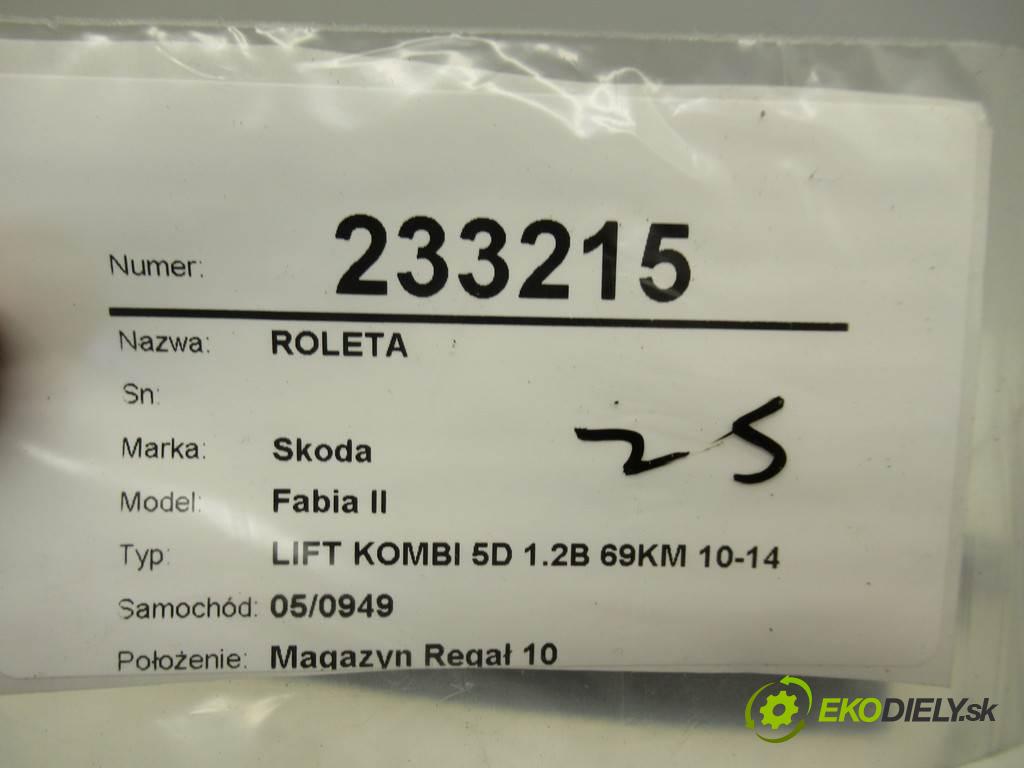 Numer: 233215
Nazwa: ROLETA
Sn:
Marka: Skoda
25
Model: Fabia II
Typ: LIFT KOMBI 5D 1.2B 69KM 10-14
Samochód: 05/0949
Położenie: Magazyn Regał 10
EKODIELY.sk